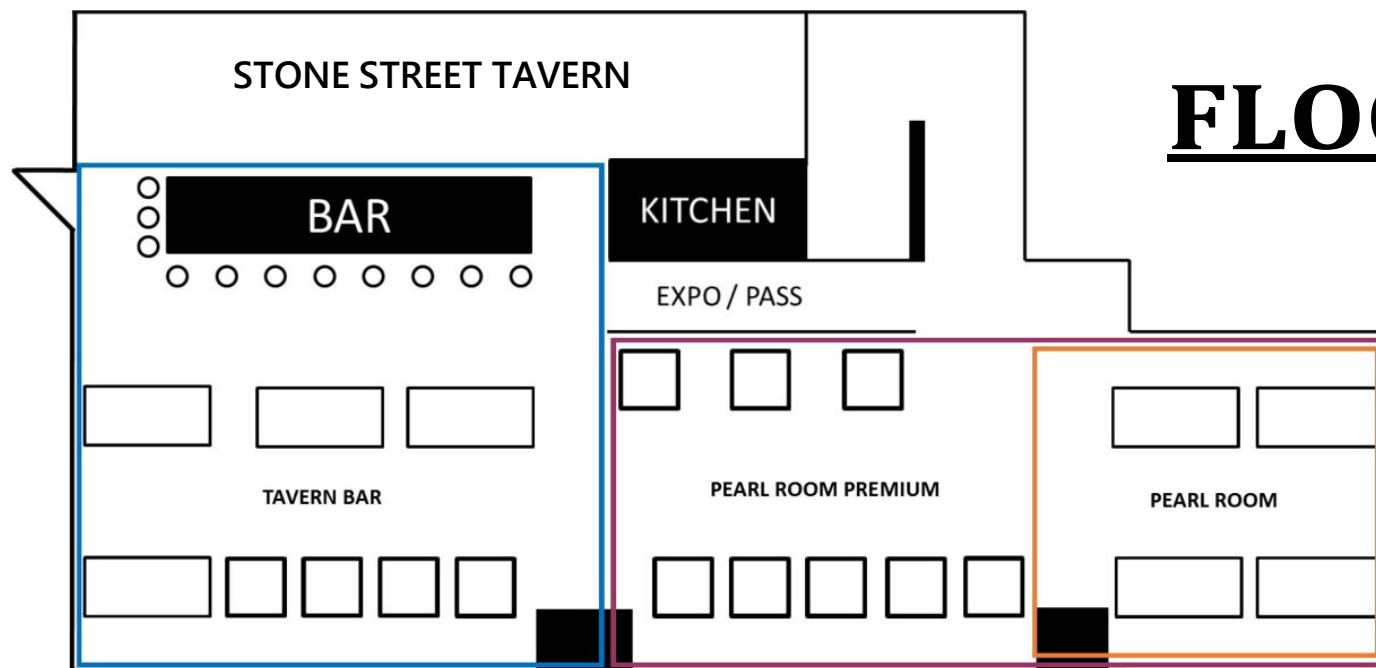 STONE STREET TAVERN
BAR
KITCHEN
EXPO / PASS
TAVERN BAR
PEARL ROOM PREMIUM
PEARL ROOM